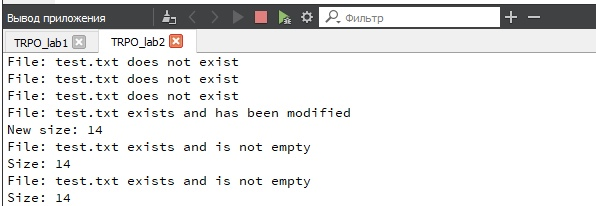 Вывод приложения
Фильтр
TRPO_lab1
TRPO_lab2
File: test.txt does not exist
File: test.txt does not exist
File: test.txt does not exist
File: test.txt exists and has been modified
New size: 14
File: test.txt exists and is not empty
Size: 14
File: test.txt exists and is not empty
Size: 14